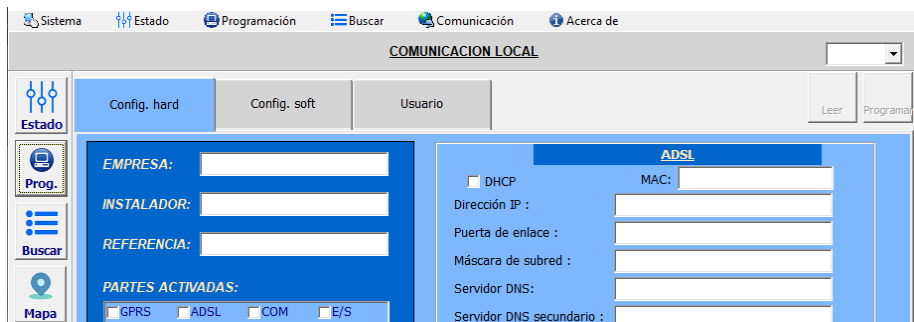 Sistema Estado Programación Buscar Comunicación Acerca de
COMUNICACION LOCAL
Estado
Prog.
Buscar
Mapa
Config. hard Config. soft Usuario
Leer Programar
EMPRESA:
INSTALADOR:
REFERENCIA:
PARTES ACTIVADAS:
GPRS ADSL COM E/S
ADSL
DHCP MAC:
Dirección IP :
Puerta de enlace :
Máscara de subred :
Servidor DNS:
Servidor DNS secundario :